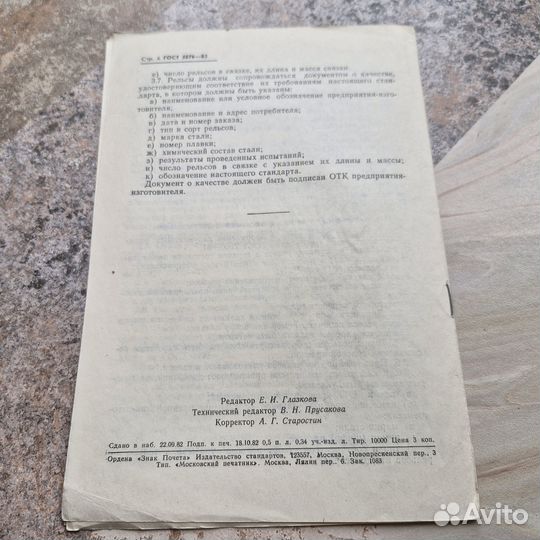 Стр. ГОСТ 5876—82
е) число рельсов в связке, их длина и масса связки.
3.7. Рельсы должны сопровождаться документом о качестве,
удостоверяющим соответствие их требованиям настоящего стан-
дарта, в котором должны быть указаны:
а) наименование или условное обозначение предприятия-изго-
товителя;
б) наименование и адрес потребителя;
в) дата и номер заказа;
г) тип и сорт рельсов;
д) марка стали;
е) номер плавки;
ж) химический состав стали;
з) результаты проведенных испытаний;
и) число рельсов в связке с указанием их длины и массы;
к) обозначение настоящего стандарта.
Документ о качестве должен быть подписан ОТК предприятия-
изготовителя.
Редактор Е. И. Глазкова
Технический редактор В. Н. Прусакова
Корректор А. Г. Старостин
Сдано в наб. 22.09.82 Подп. к печ. 18.10.82 0,5 п. л. 0,34 уч.-изд. л. Тир. 10000 Цена 3 коп.
Ордена «Знак Почета» Издательство стандартов, 123557, Москва, Новопресненский пер., 3
Тип. «Московский печатник». Москва, Лялин пер., 6. Зак. 1083
Avito